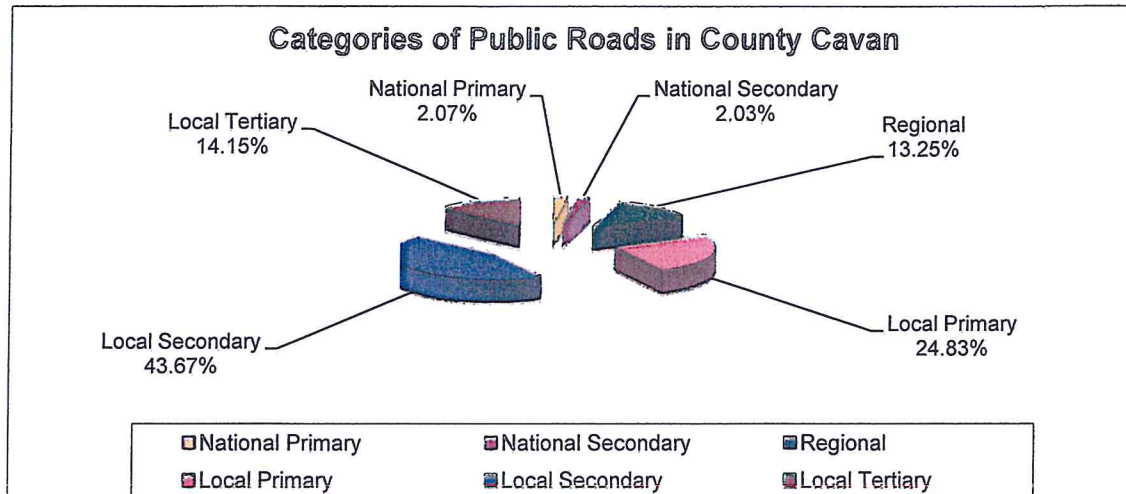 Categories of Public Roads in County Cavan
National Primary
2.07%
National Secondary
2.03%
Local Tertiary
14.15%
Regional
13.25%
Local Secondary
43.67%
Local Primary
24.83%
National Primary
National Secondary
Regional
Local Primary
Local Secondary
Local Tertiary